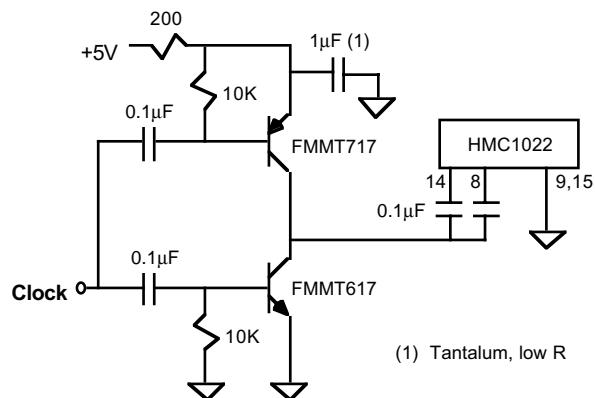 200
+5V
1µF (1)
10K
0.1µF
FMMT717
HMC1022
14
8
9,15
0.1µF
0.1µF
Clock
FMMT617
10K
(1) Tantalum, low R